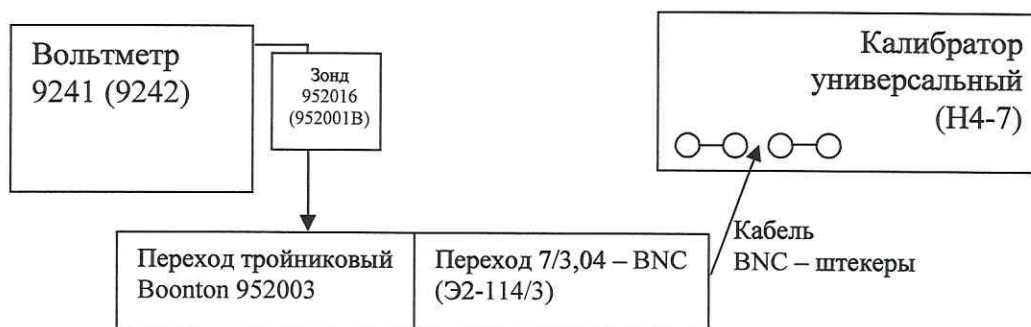 Вольтметр
9241 (9242)
Зонд
952016
(952001В)
Калибратор
универсальный
(Н4-7)
Переход тройниковый
Boonton 952003
Переход 7/3,04 – BNC
(Э2-114/3)
Кабель
BNC – штекеры